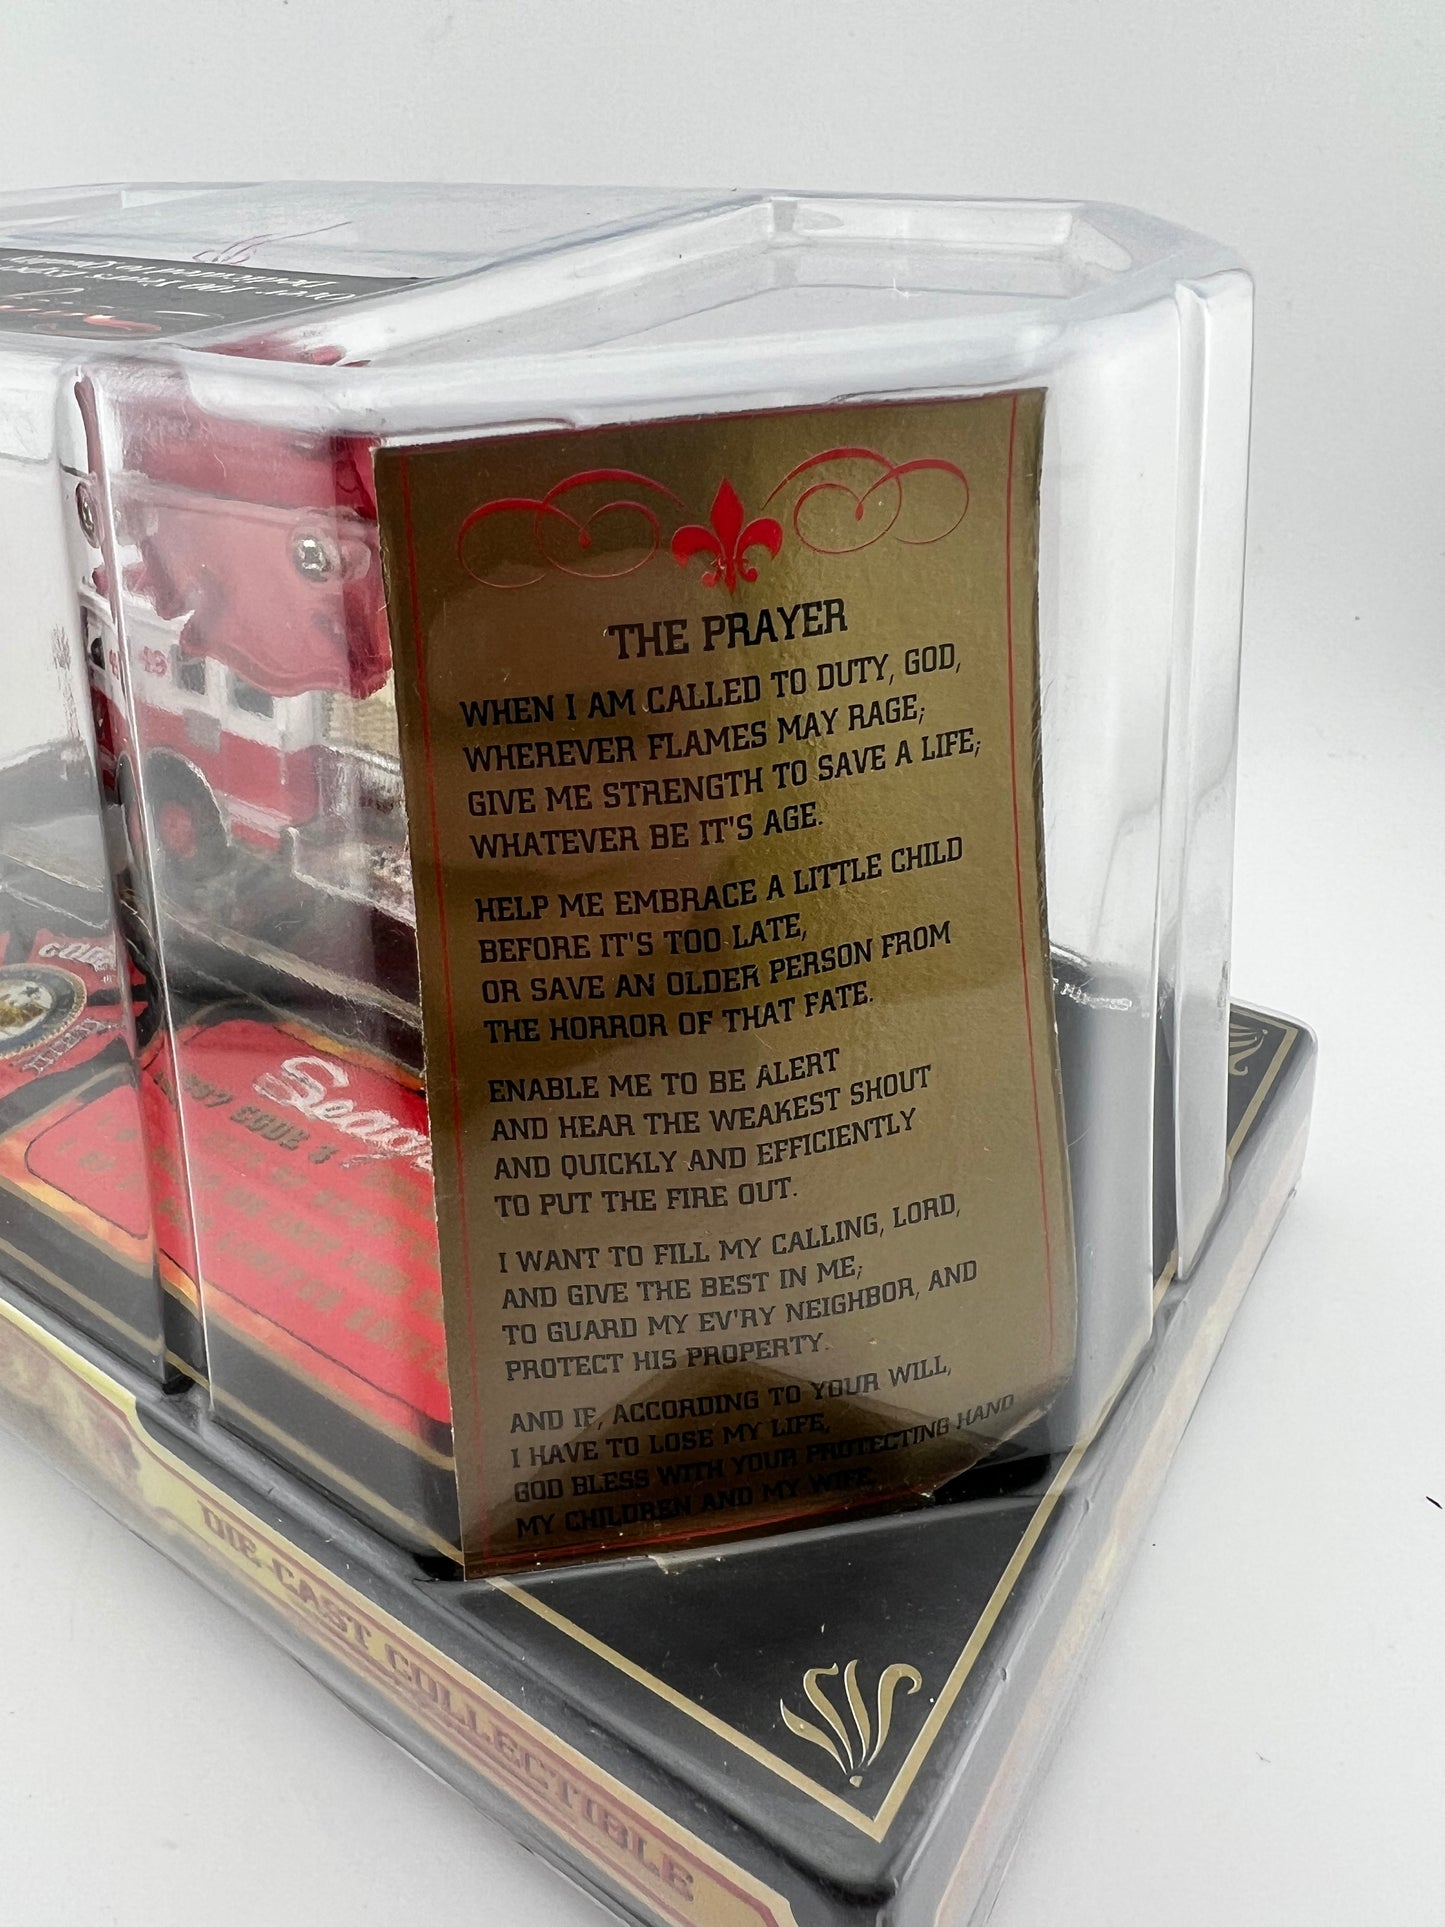 THE PRAYER
WHEN I AM CALLED TO DUTY, GOD,
WHEREVER FLAMES MAY RAGE;
GIVE ME STRENGTH TO SAVE A LIFE;
WHATEVER BE IT'S AGE.
HELP ME EMBRACE A LITTLE CHILD
BEFORE IT'S TOO LATE,
OR SAVE AN OLDER PERSON FROM
THE HORROR OF THAT FATE.
ENABLE ME TO BE ALERT
AND HEAR THE WEAKEST SHOUT
AND QUICKLY AND EFFICIENTLY
TO PUT THE FIRE OUT.
I WANT TO FILL MY CALLING, LORD,
AND GIVE THE BEST IN ME;
TO GUARD MY EV'RY NEIGHBOR, AND
PROTECT HIS PROPERTY.
AND IF, ACCORDING TO YOUR WILL,
I HAVE TO LOSE MY LIFE,
GOD BLESS WITH YOUR PROTECTING HAND
MY CHILDREN AND MY WIFE.
DIE-CAST COLLECTIBLE